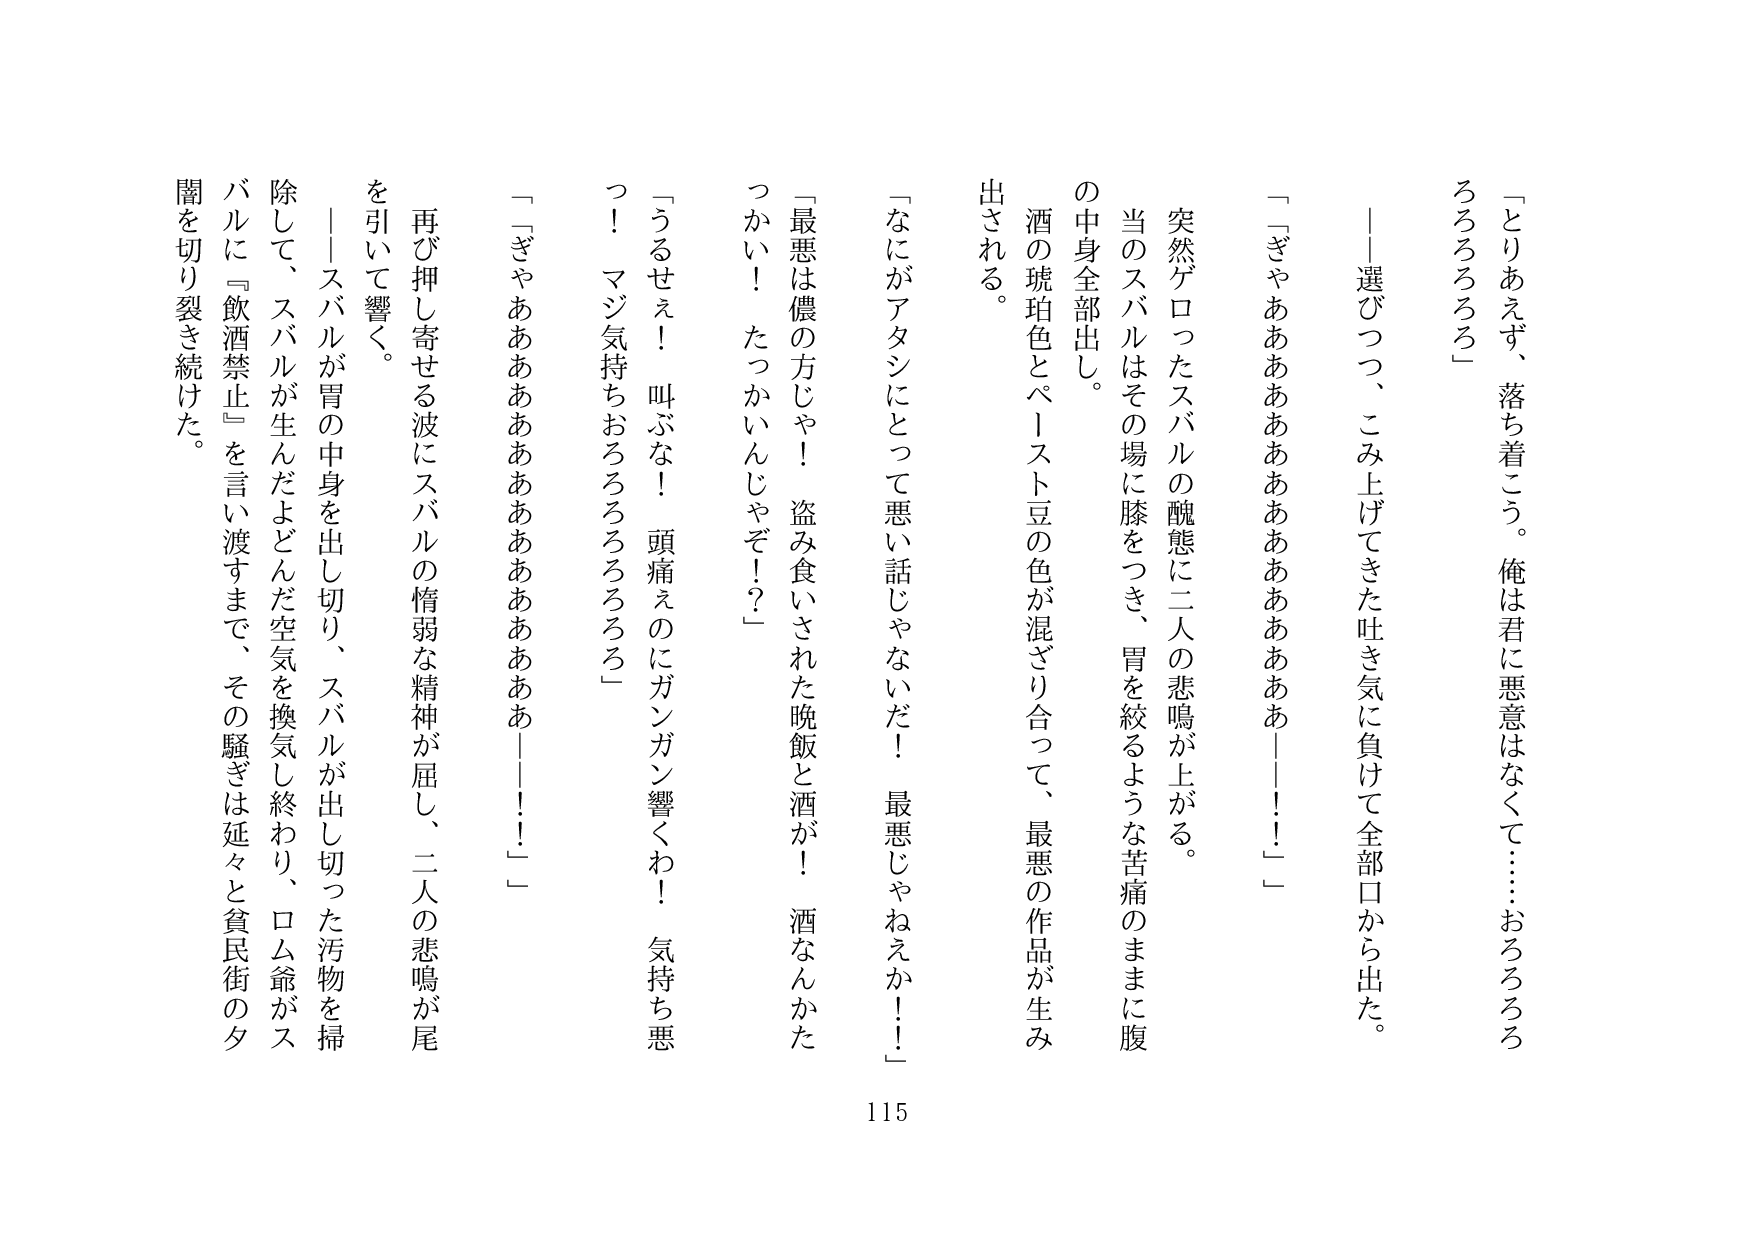 「とりあえず、落ち着こう。俺は君に悪意はなくて……おろろろろ
ろろろろろろ」
――選びつつ、こみ上げてきた吐き気に負けて全部口から出た。
「「ぎゃあああああああああああああああ――！！」」
突然ゲロったスバルの醜態に二人の悲鳴が上がる。
当のスバルはその場に膝をつき、胃を絞るような苦痛のままに腹
の中身全部出し。
酒の琥珀色とペースト豆の色が混ざり合って、最悪の作品が生み
出される。
「なにがアタシにとって悪い話じゃないだ！　最悪じゃねえか！！」
「最悪は儂の方じゃ！　盗み食いされた晩飯と酒が！　酒なんかた
っかい！　たっかいんじゃぞ！？」
「うるせぇ！　叫ぶな！　頭痛ぇのにガンガン響くわ！　気持ち悪
っ！　マジ気持ちおろろろろろろろろ」
「「ぎゃあああああああああああああああ――！！」」
再び押し寄せる波にスバルの惰弱な精神が屈し、二人の悲鳴が尾
を引いて響く。
――スバルが胃の中身を出し切り、スバルが出し切った汚物を掃
除して、スバルが生んだよどんだ空気を換気し終わり、ロム爺がス
バルに『飲酒禁止』を言い渡すまで、その騒ぎは延々と貧民街の夕
闇を切り裂き続けた。
115